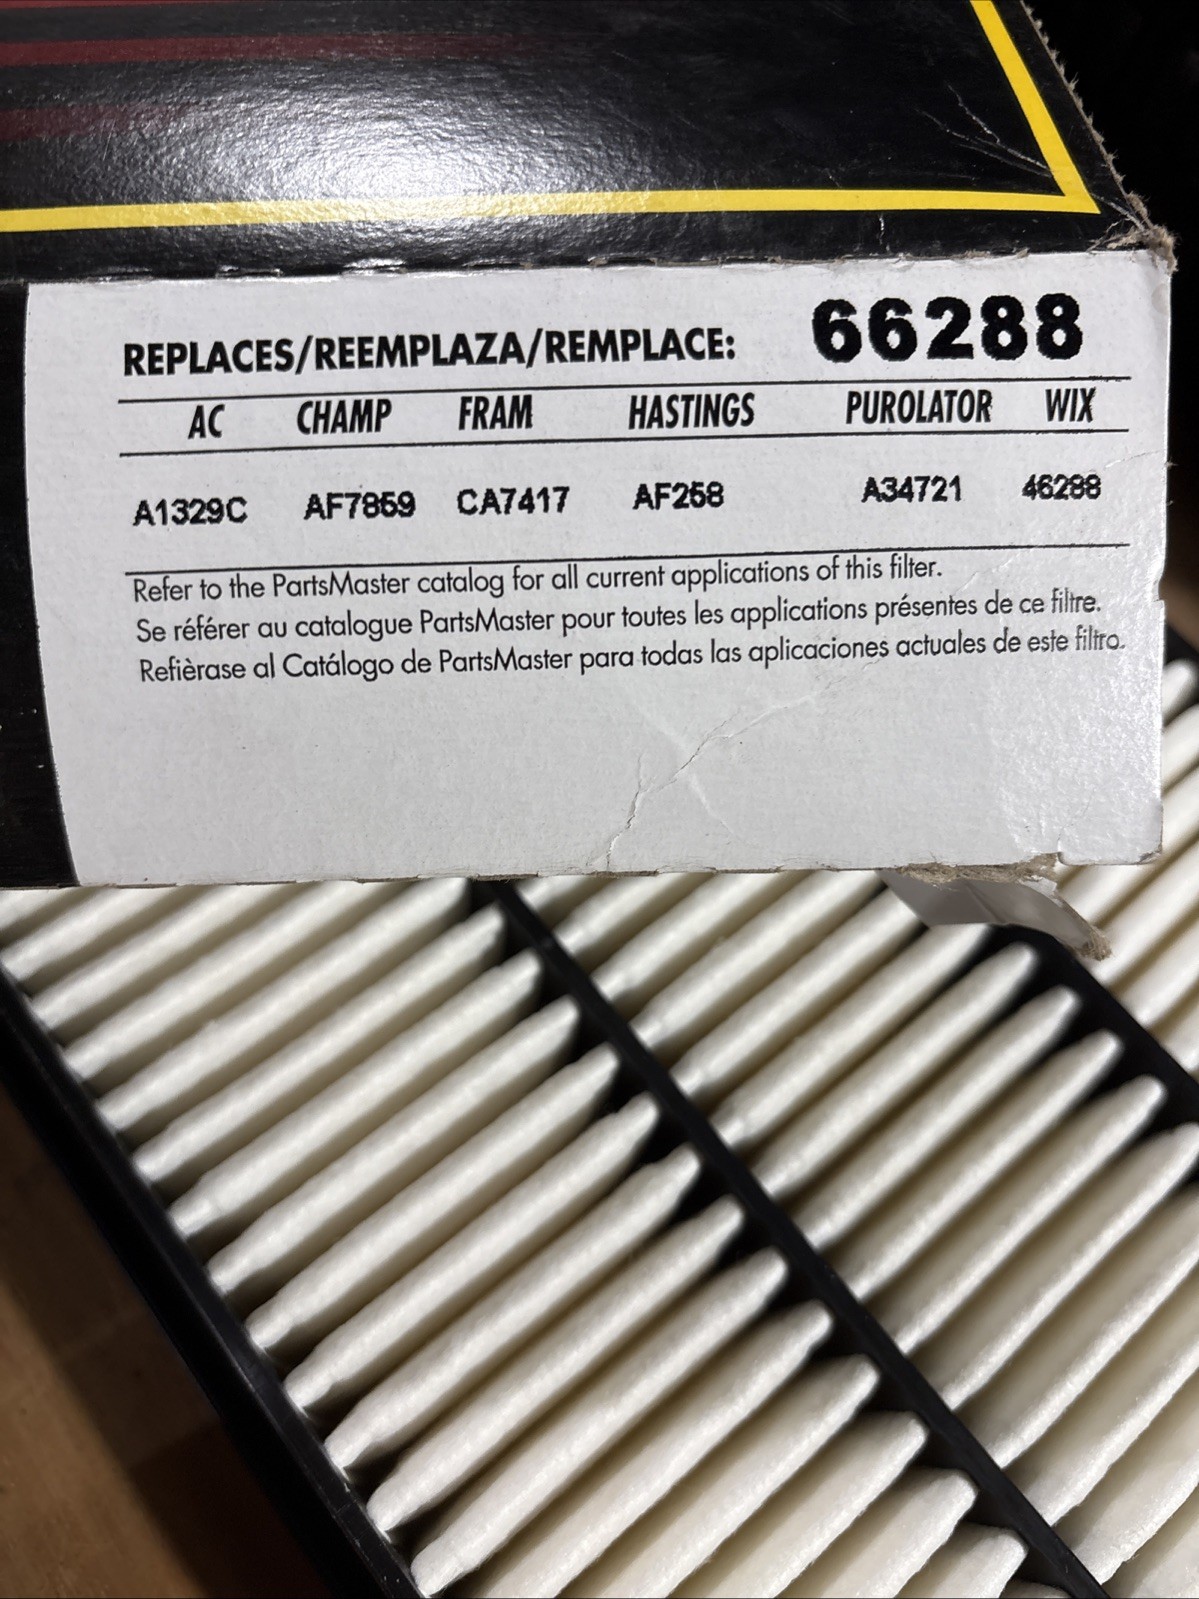 REPLACES/REEMPLAZA/REMPLACE: 66288
AC CHAMP FRAM HASTINGS PUROLATOR WIX
A1329C AF7859 CA7417 AF258 A34721 46288
Refer to the PartsMaster catalog for all current applications of this filter.
Se référer au catalogue PartsMaster pour toutes les applications présentes de ce filtre.
Refièrase al Catálogo de PartsMaster para todas las aplicaciones actuales de este filtro.